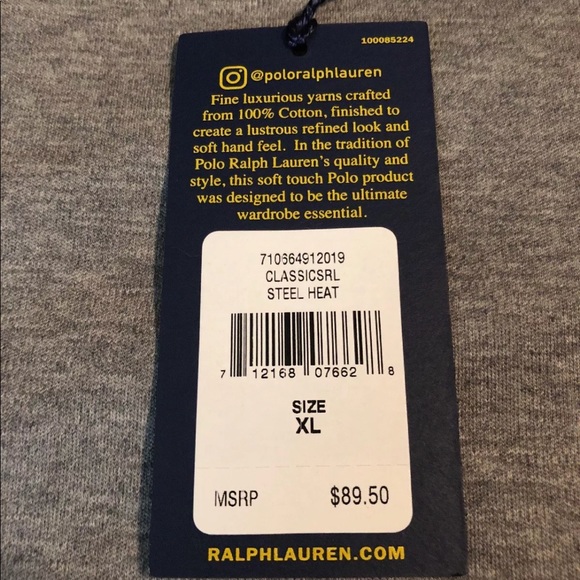 100085224
@poloralphlauren
Fine luxurious yarns crafted
from 100% Cotton, finished to
create a lustrous refined look and
soft hand feel. In the tradition of
Polo Ralph Lauren's quality and
style, this soft touch Polo product
was designed to be the ultimate
wardrobe essential.
710664912019
CLASSICSRL
STEEL HEAT
7 12168 07662 8
SIZE
XL
MSRP $89.50
RALPHLAUREN.COM